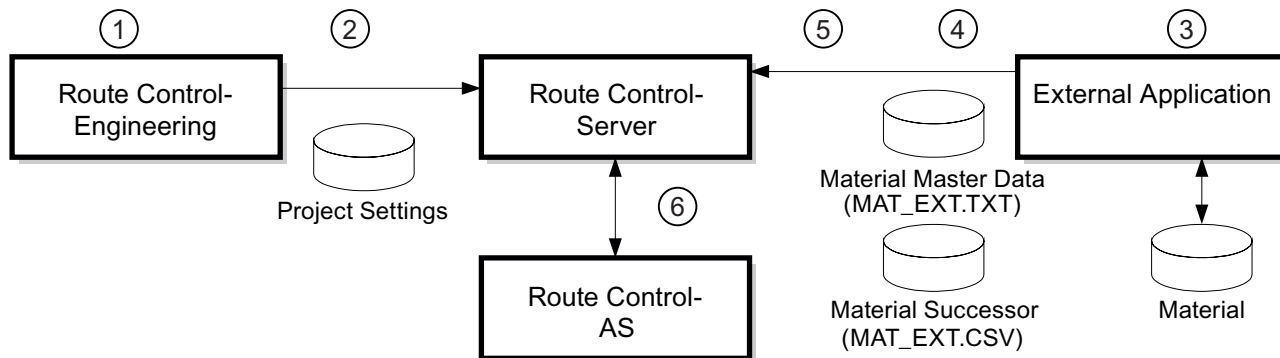 1
2
5
4
3
Route Control-
Engineering
Route Control-
Server
External Application
Project Settings
Material Master Data
(MAT_EXT.TXT)
6
Route Control-
AS
Material Successor
(MAT_EXT.CSV)
Material